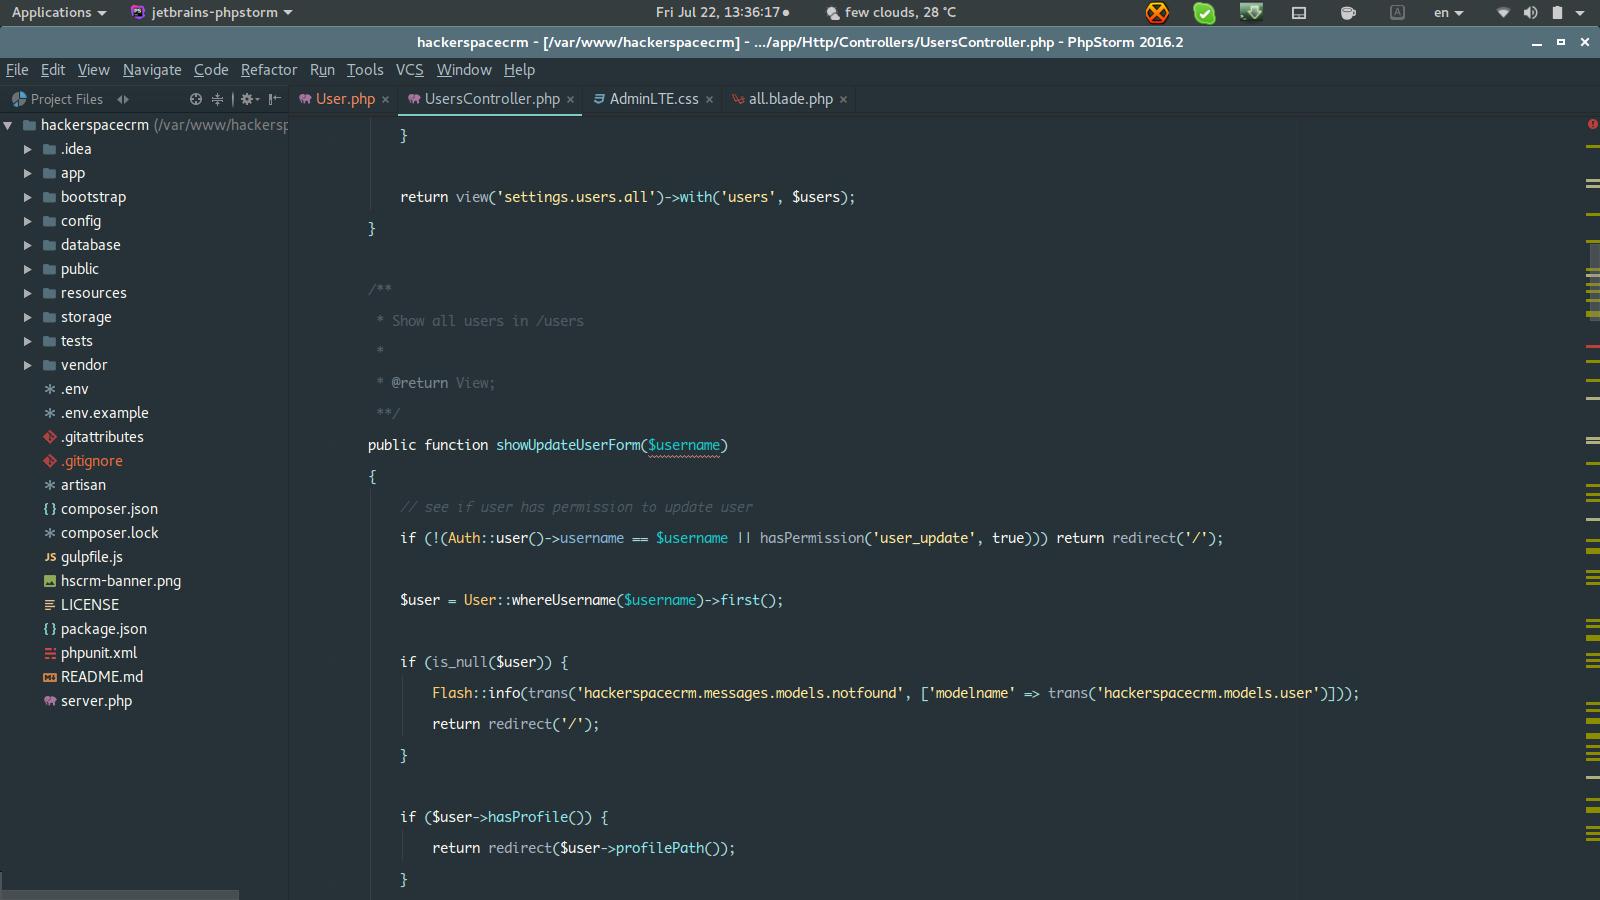 Applications
jetbrains-phpstorm
Fri Jul 22, 13:36:17
few clouds, 28 °C
A
en
hackerspacecrm - [/var/www/hackerspacecrm] - .../app/Http/Controllers/UsersController.php - PhpStorm 2016.2
File Edit View Navigate Code Refactor Run Tools VCS Window Help
Project Files
User.php
UsersController.php
AdminLTE.css
all.blade.php
hackerspacecrm (/var/www/hackersp
.idea
app
bootstrap
config
database
public
resources
storage
tests
vendor
.env
.env.example
.gitattributes
.gitignore
artisan
composer.json
composer.lock
gulpfile.js
hscrm-banner.png
LICENSE
package.json
phpunit.xml
README.md
server.php
}
return view('settings.users.all')->with('users', $users);
}
/**
* Show all users in /users
*
* @return View;
**/
public function showUpdateUserForm($username)
{
// see if user has permission to update user
if (!(Auth::user()->username == $username || hasPermission('user_update', true))) return redirect('/');
$user = User::whereUsername($username)->first();
if (is_null($user)) {
Flash::info(trans('hackerspacecrm.messages.models.notfound', ['modelname' => trans('hackerspacecrm.models.user')]));
return redirect('/');
}
if ($user->hasProfile()) {
return redirect($user->profilePath());
}